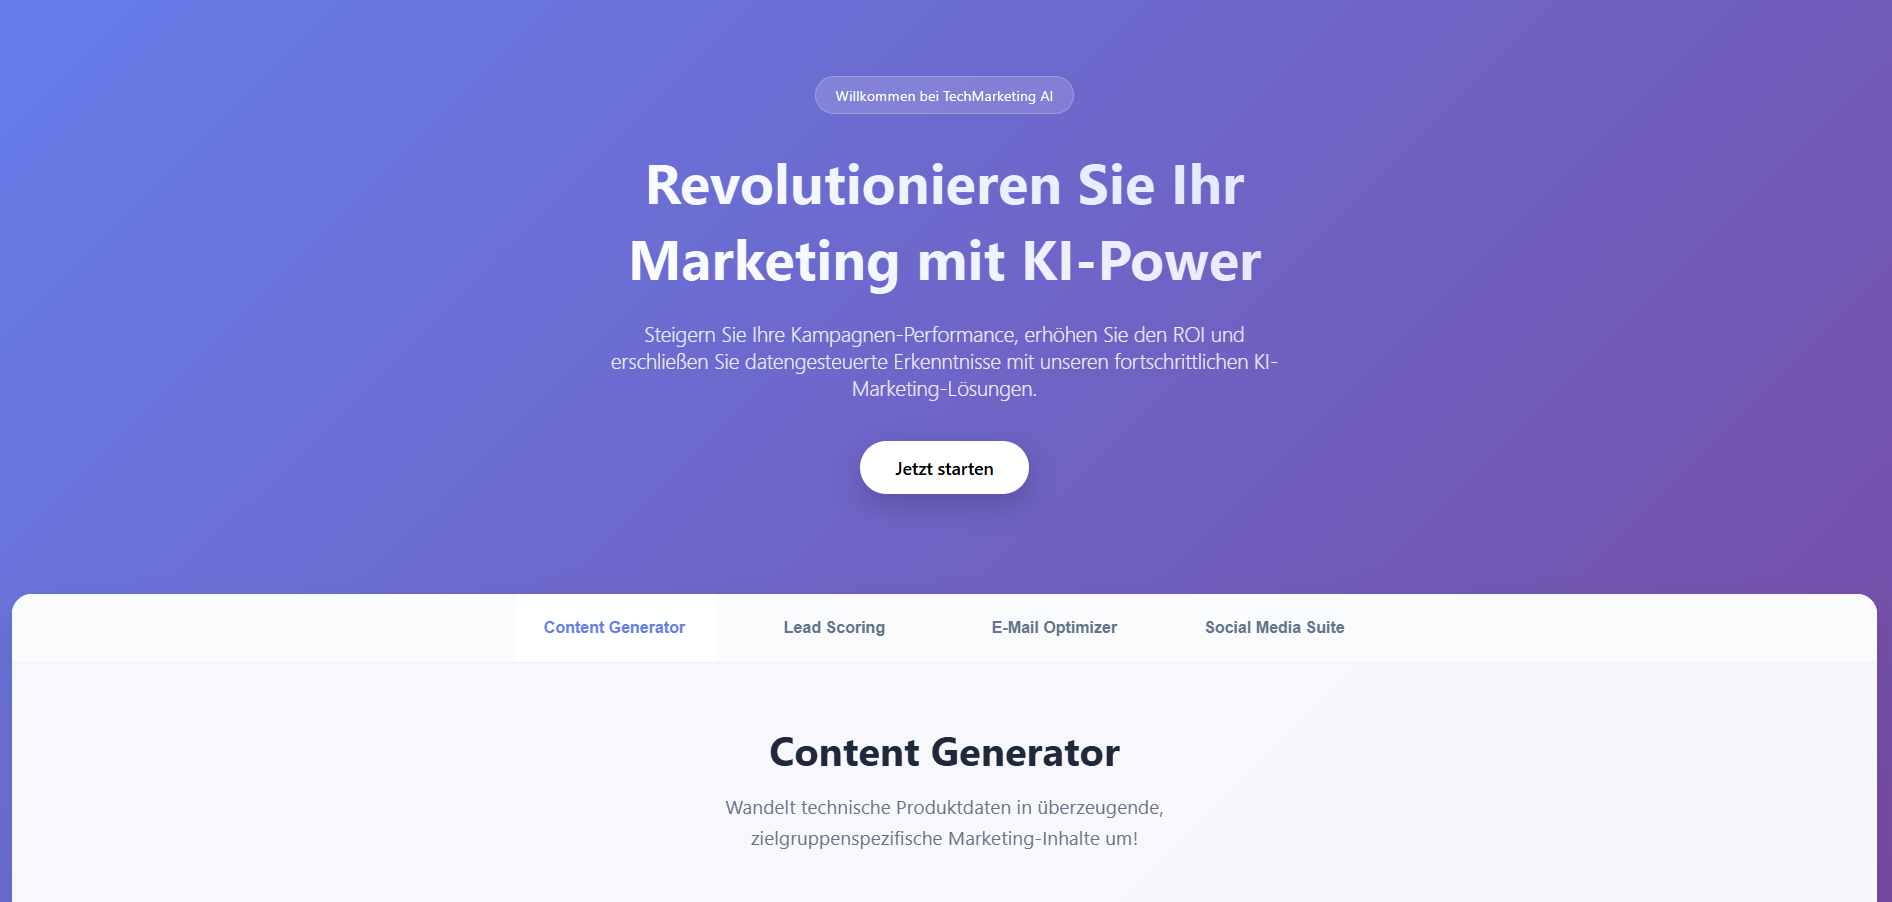 Willkommen bei TechMarketing AI
Revolutionieren Sie Ihr
Marketing mit KI-Power
Steigern Sie Ihre Kampagnen-Performance, erhöhen Sie den ROI und
erschließen Sie datengesteuerte Erkenntnisse mit unseren fortschrittlichen KI-
Marketing-Lösungen.
Jetzt starten
Content Generator
Lead Scoring
E-Mail Optimizer
Social Media Suite
Content Generator
Wandelt technische Produktdaten in überzeugende,
zielgruppenspezifische Marketing-Inhalte um!